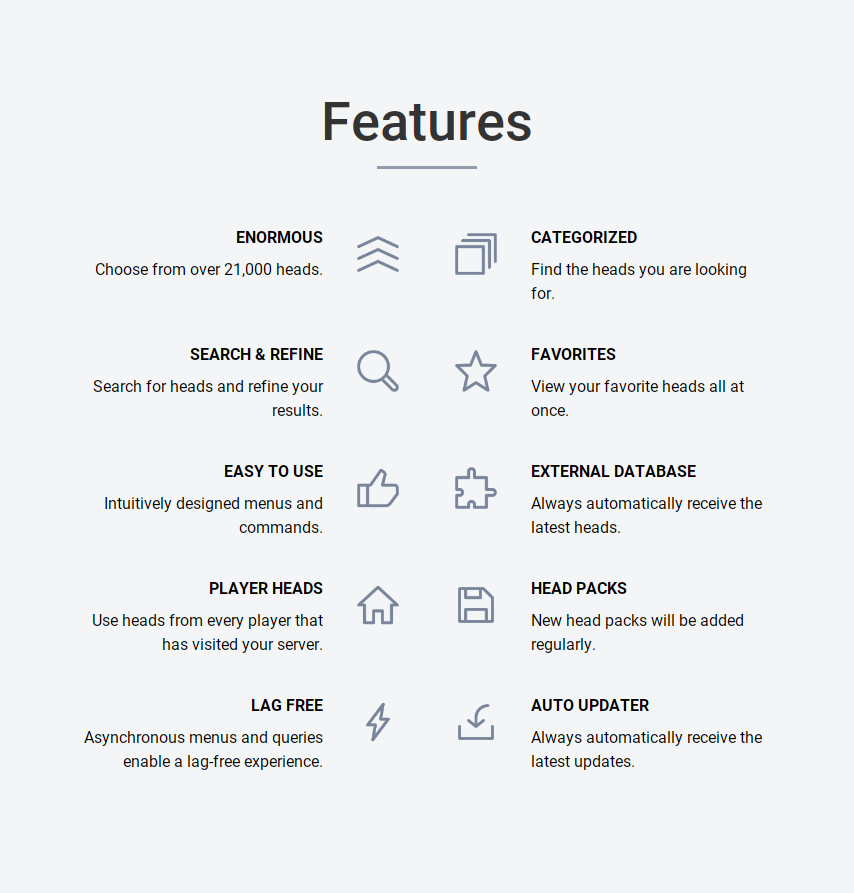 Features
ENORMOUS
Choose from over 21,000 heads.
CATEGORIZED
Find the heads you are looking
for.
SEARCH & REFINE
Search for heads and refine your
results.
FAVORITES
View your favorite heads all at
once.
EASY TO USE
Intuitively designed menus and
commands.
EXTERNAL DATABASE
Always automatically receive the
latest heads.
PLAYER HEADS
Use heads from every player that
has visited your server.
HEAD PACKS
New head packs will be added
regularly.
LAG FREE
Asynchronous menus and queries
enable a lag-free experience.
AUTO UPDATER
Always automatically receive the
latest updates.